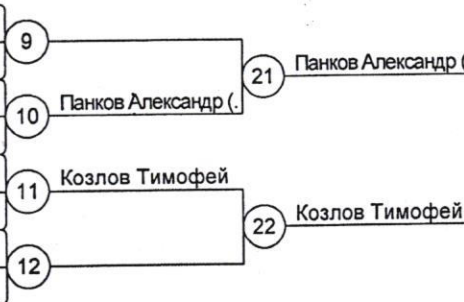 9
21
Панков Александр (
10
Панков Александр (.
11
Козлов Тимофей
22
Козлов Тимофей
12